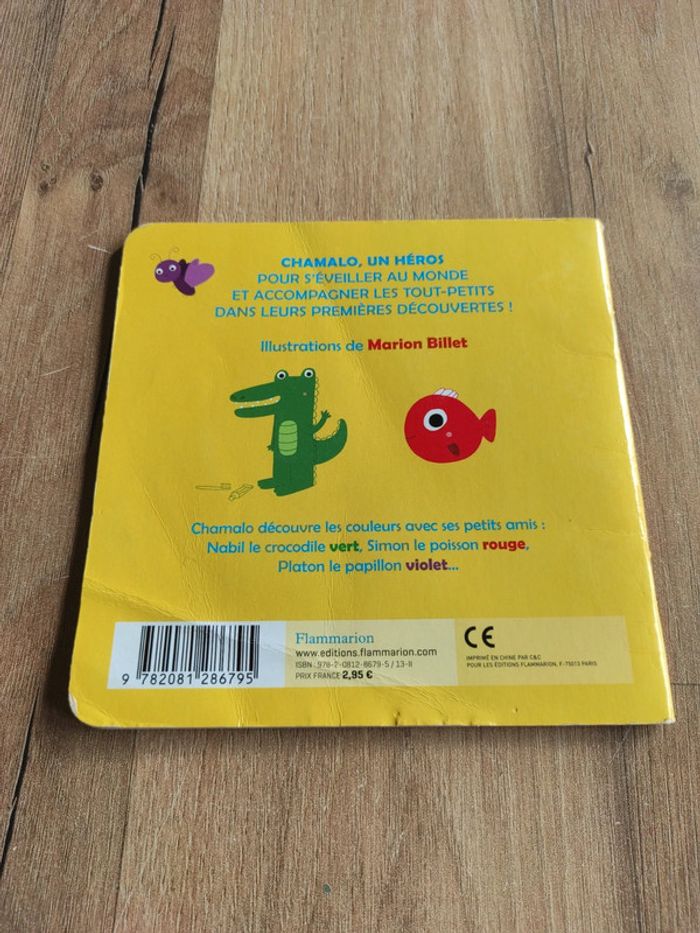 CHAMALO, UN HÉROS
POUR S'ÉVEILLER AU MONDE
ET ACCOMPAGNER LES TOUT-PETITS
DANS LEURS PREMIÈRES DÉCOUVERTES !
Illustrations de Marion Billet
Chamalo découvre les couleurs avec ses petits amis :
Nabil le crocodile vert, Simon le poisson rouge,
Platon le papillon violet...
9 782081 286795
Flammarion
www.editions.flammarion.com
ISBN : 978-2-0812-8679-5 / 13-II
PRIX FRANCE 2,95 €
CE
IMPRIMÉ EN CHINE PAR C&C
POUR LES ÉDITIONS FLAMMARION, F-75013 PARIS